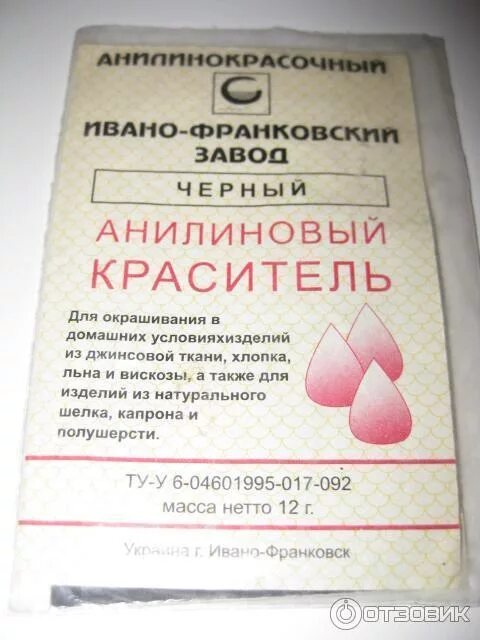 АНИЛИНОКРАСОЧНЫЙ
ИВАНО-ФРАНКОВСКИЙ
ЗАВОД
ЧЕРНЫЙ
АНИЛИНОВЫЙ
КРАСИТЕЛЬ
Для окрашивания в
домашних условияхизделий
из джинсовой ткани, хлопка,
льна и вискозы, а также для
изделий из натурального
шелка, капрона и
полушерсти.
ТУ-У 6-04601995-017-092
масса нетто 12 г.
Украина г. Ивано-Франковск
ОТЗОВИК